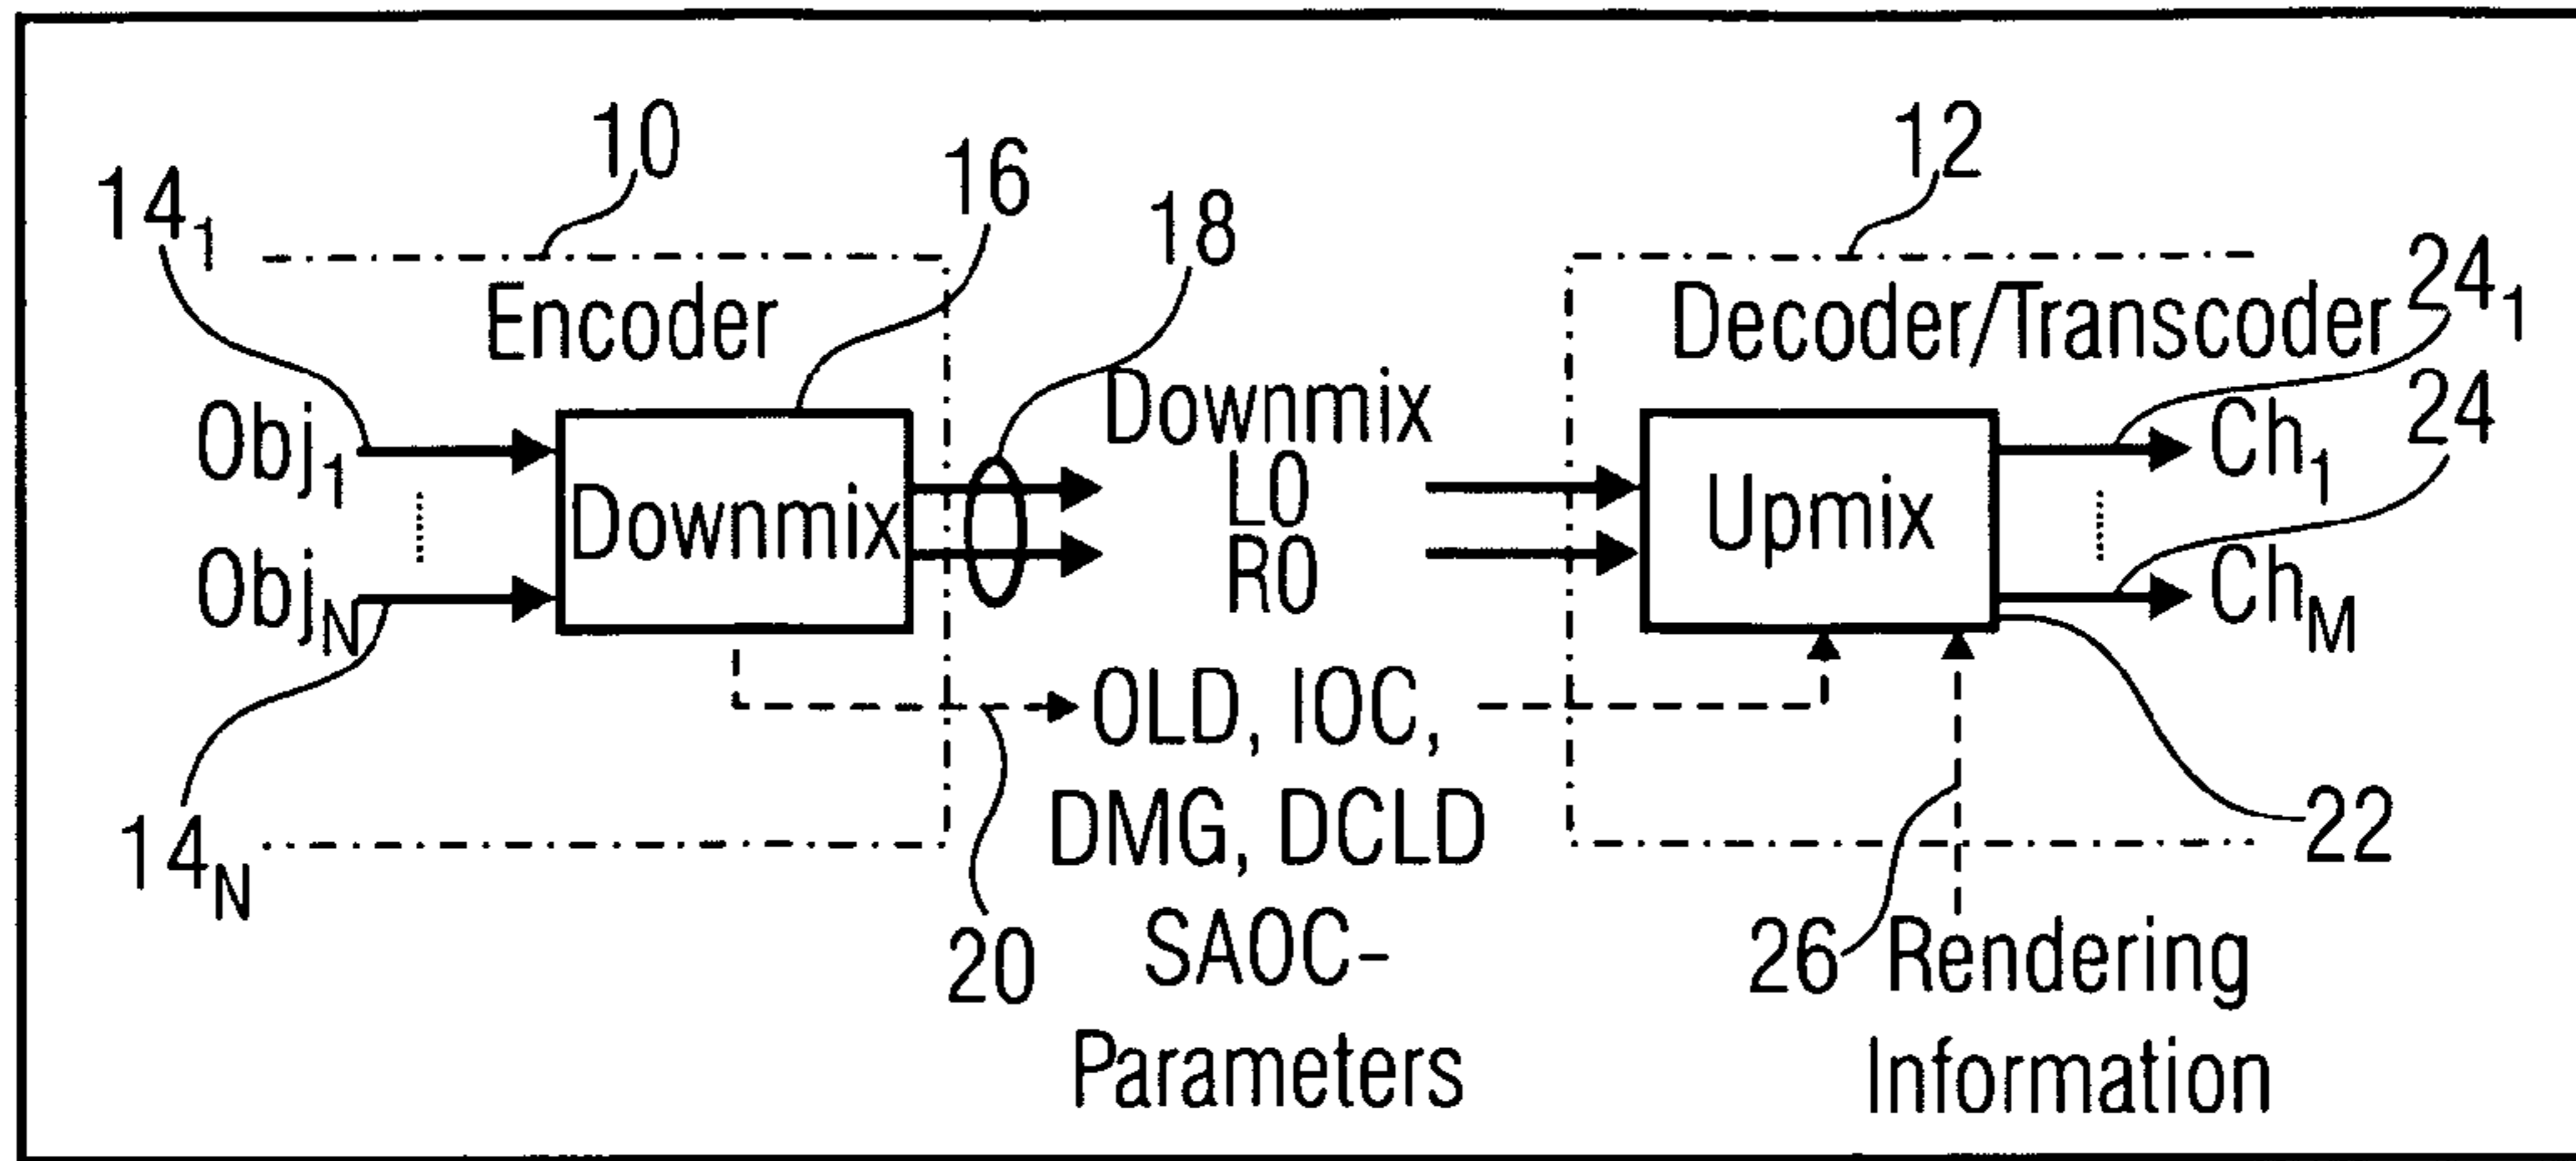 10
12
14₁
16
18
24₁
Encoder
Decoder/Transcoder
24
Obj₁
Downmix
L0
R0
Ch₁
Downmix
Upmix
Obj_N
Ch_M
OLD, IOC,
DMG, DCLD
SAOC-
Parameters
14_N
20
22
26
Rendering
Information